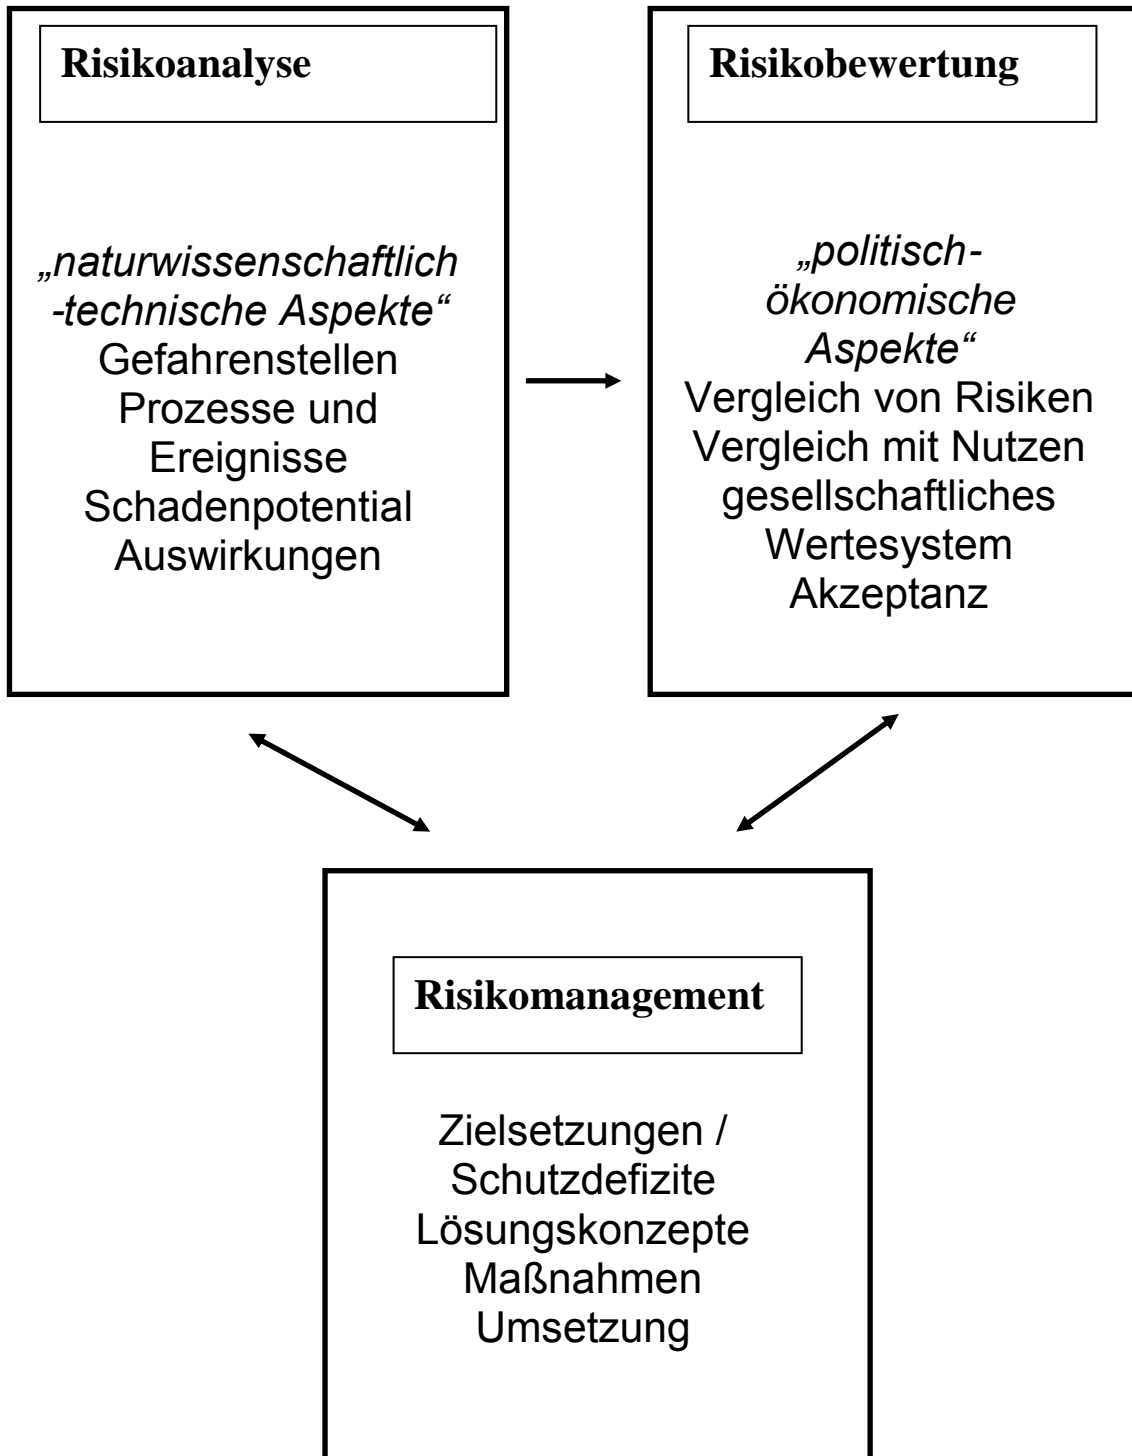 Risikoanalyse
„naturwissenschaftlich
-technische Aspekte“
Gefahrenstellen
Prozesse und
Ereignisse
Schadenpotential
Auswirkungen
Risikobewertung
„politisch-
ökonomische
Aspekte“
Vergleich von Risiken
Vergleich mit Nutzen
gesellschaftliches
Wertesystem
Akzeptanz
Risikomanagement
Zielsetzungen /
Schutzdefizite
Lösungskonzepte
Maßnahmen
Umsetzung